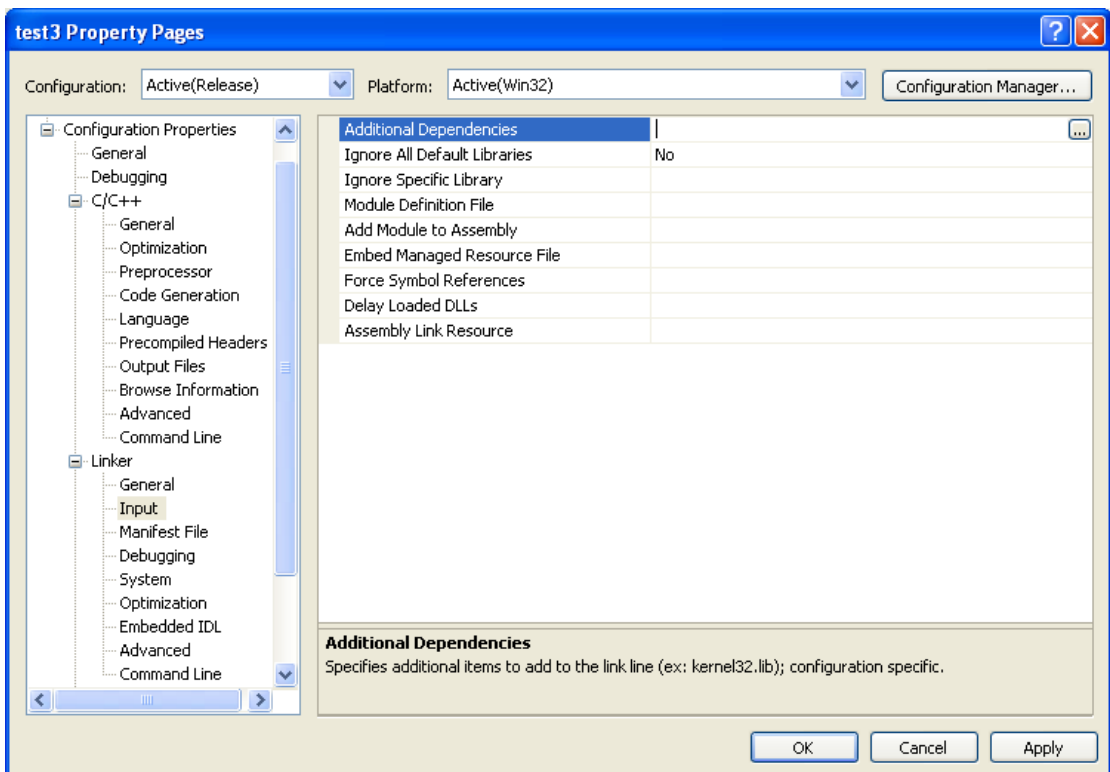 test3 Property Pages
Configuration: Active(Release) Platform: Active(Win32) Configuration Manager...
Configuration Properties
General
Debugging
C/C++
General
Optimization
Preprocessor
Code Generation
Language
Precompiled Headers
Output Files
Browse Information
Advanced
Command Line
Linker
General
Input
Manifest File
Debugging
System
Optimization
Embedded IDL
Advanced
Command Line
Additional Dependencies ...
Ignore All Default Libraries No
Ignore Specific Library
Module Definition File
Add Module to Assembly
Embed Managed Resource File
Force Symbol References
Delay Loaded DLLs
Assembly Link Resource
Additional Dependencies
Specifies additional items to add to the link line (ex: kernel32.lib); configuration specific.
OK Cancel Apply